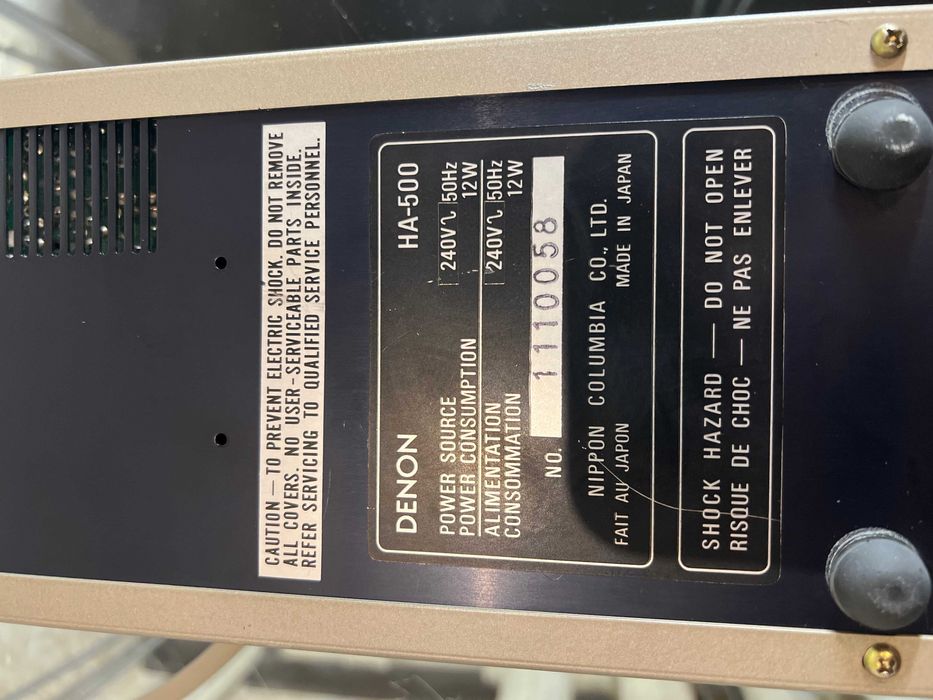 CAUTION — TO PREVENT ELECTRIC SHOCK. DO NOT REMOVE
ALL COVERS. NO USER-SERVICEABLE PARTS INSIDE.
REFER SERVICING TO QUALIFIED SERVICE PERSONNEL.
DENON HA-500
POWER SOURCE 240V~ 50Hz
POWER CONSUMPTION 12W
ALIMENTATION 240V~ 50Hz
CONSOMMATION 12W
NO. 1110058
NIPPON COLUMBIA CO., LTD.
FAIT AU JAPON MADE IN JAPAN
SHOCK HAZARD — DO NOT OPEN
RISQUE DE CHOC — NE PAS ENLEVER